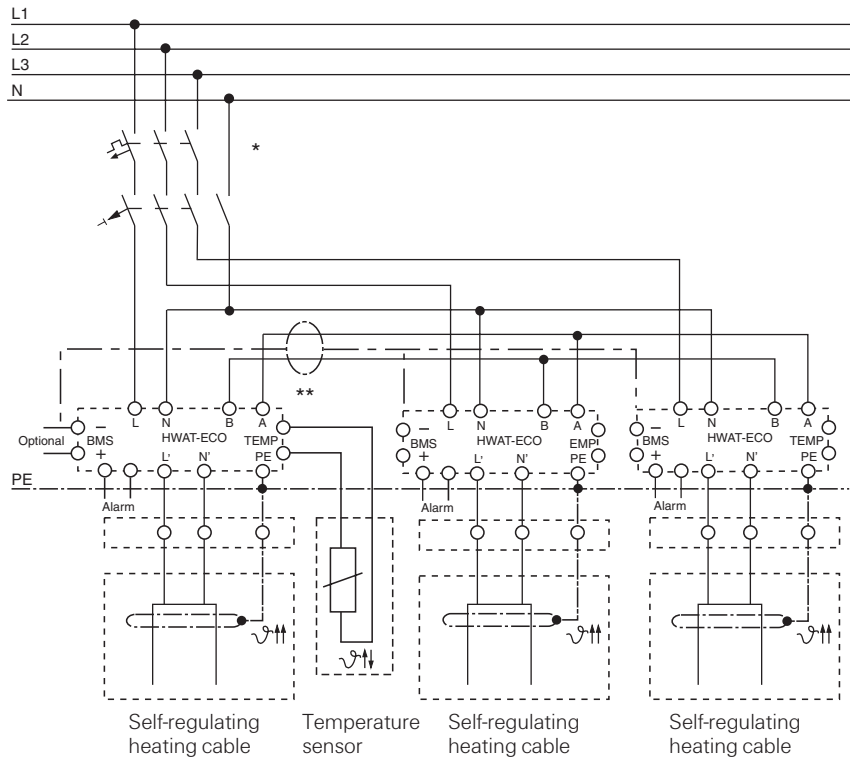 L1
L2
L3
N
*
**
L N B A
Optional
BMS
−
+
HWAT-ECO
TEMP
L' N' PE
L N B A
BMS
−
+
HWAT-ECO
EMP
L' N' PE
L N B A
BMS
−
+
HWAT-ECO
TEMP
L' N' PE
PE
Alarm
Alarm
Alarm
Self-regulating
heating cable
Temperature
sensor
Self-regulating
heating cable
Self-regulating
heating cable
ϑ
ϑ
ϑ
ϑ